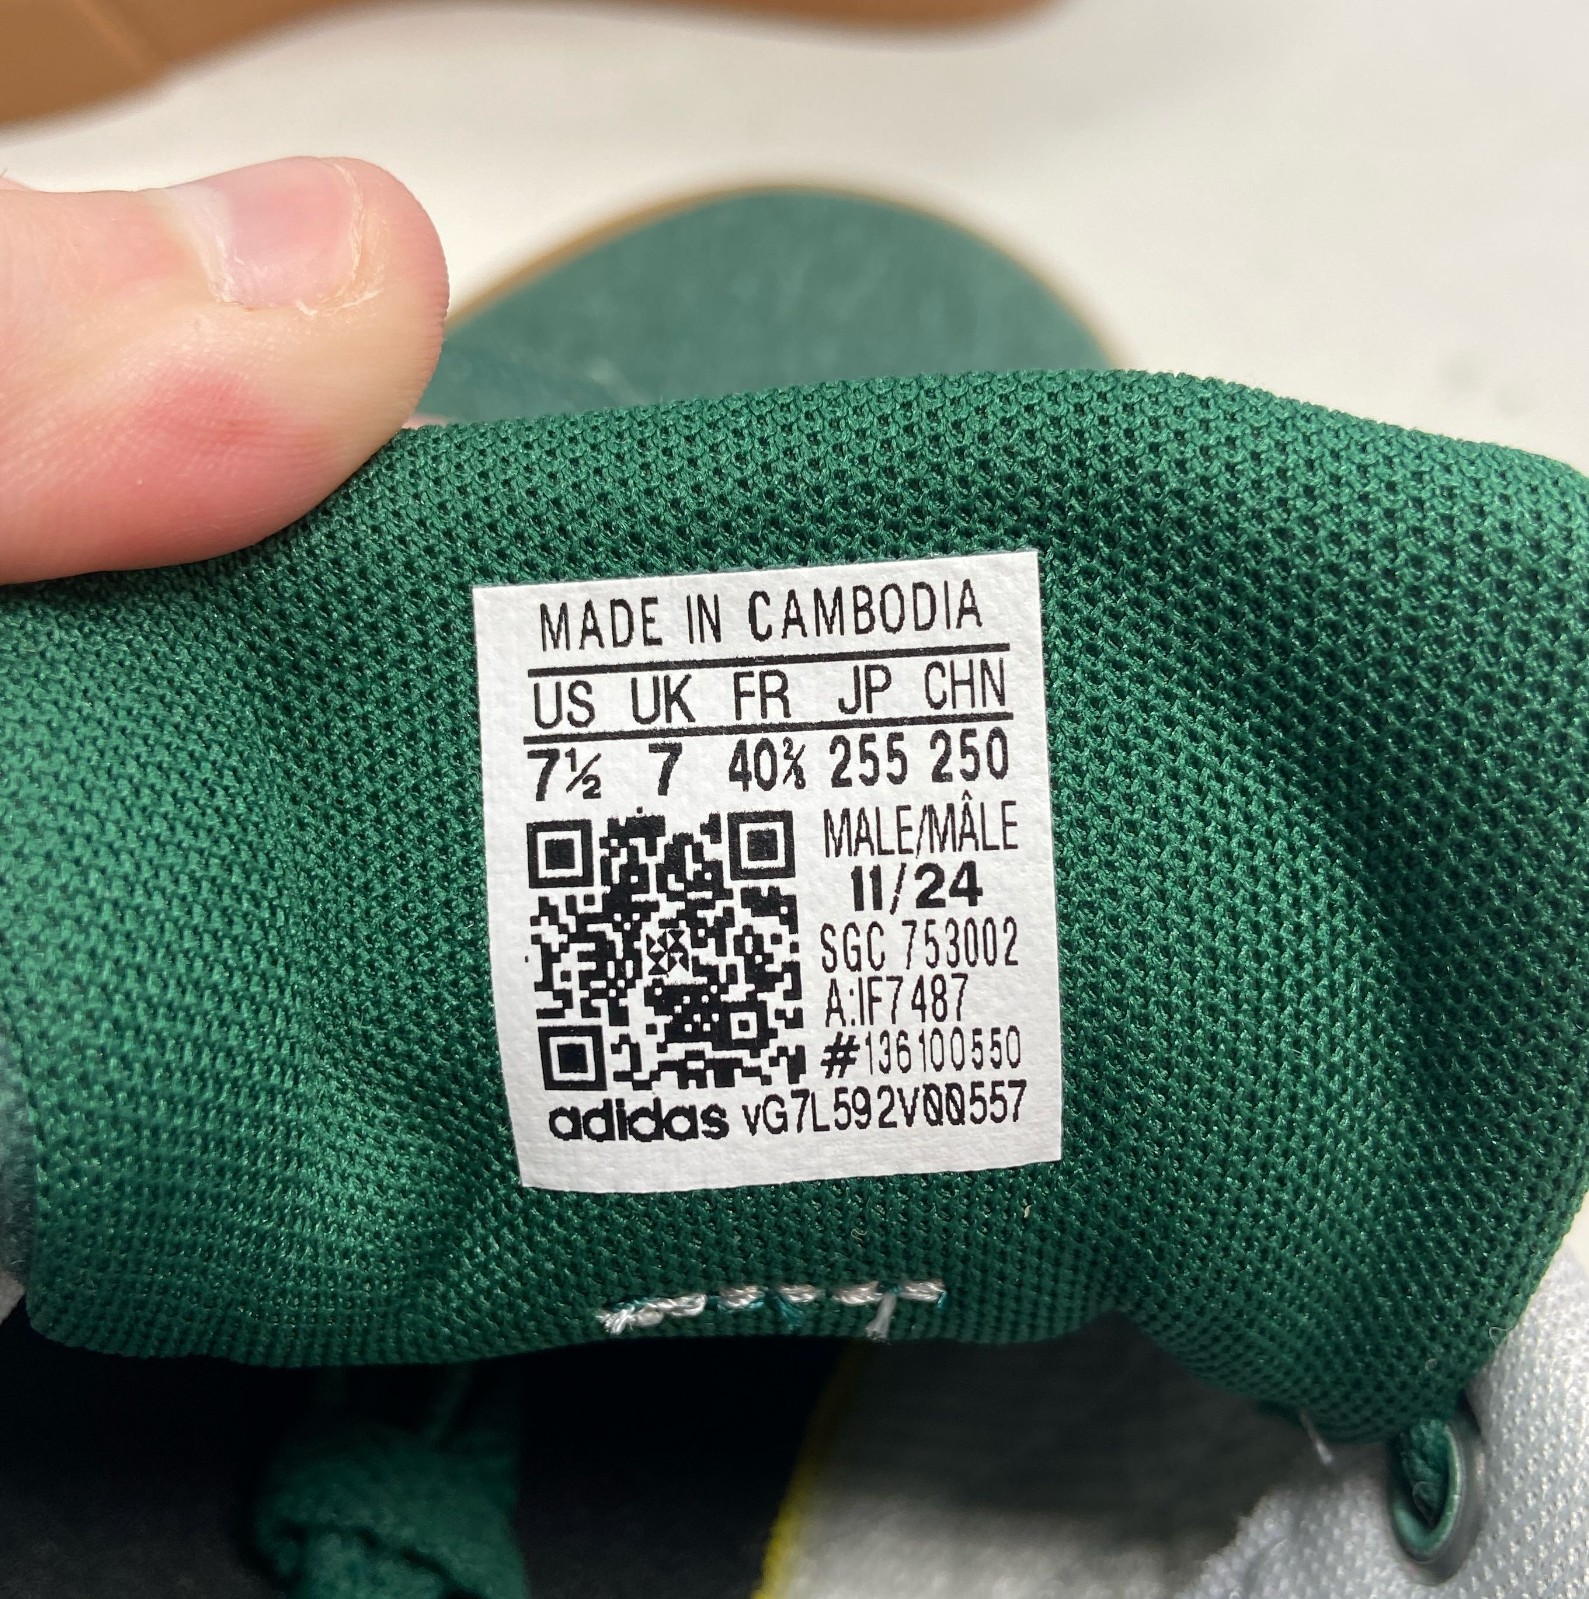 MADE IN CAMBODIA
US UK FR JP CHN
7½ 7 40⅔ 255 250
MALE/MÂLE
11/24
SGC 753002
A:IF7487
#136100550
adidas vG7L592V00557